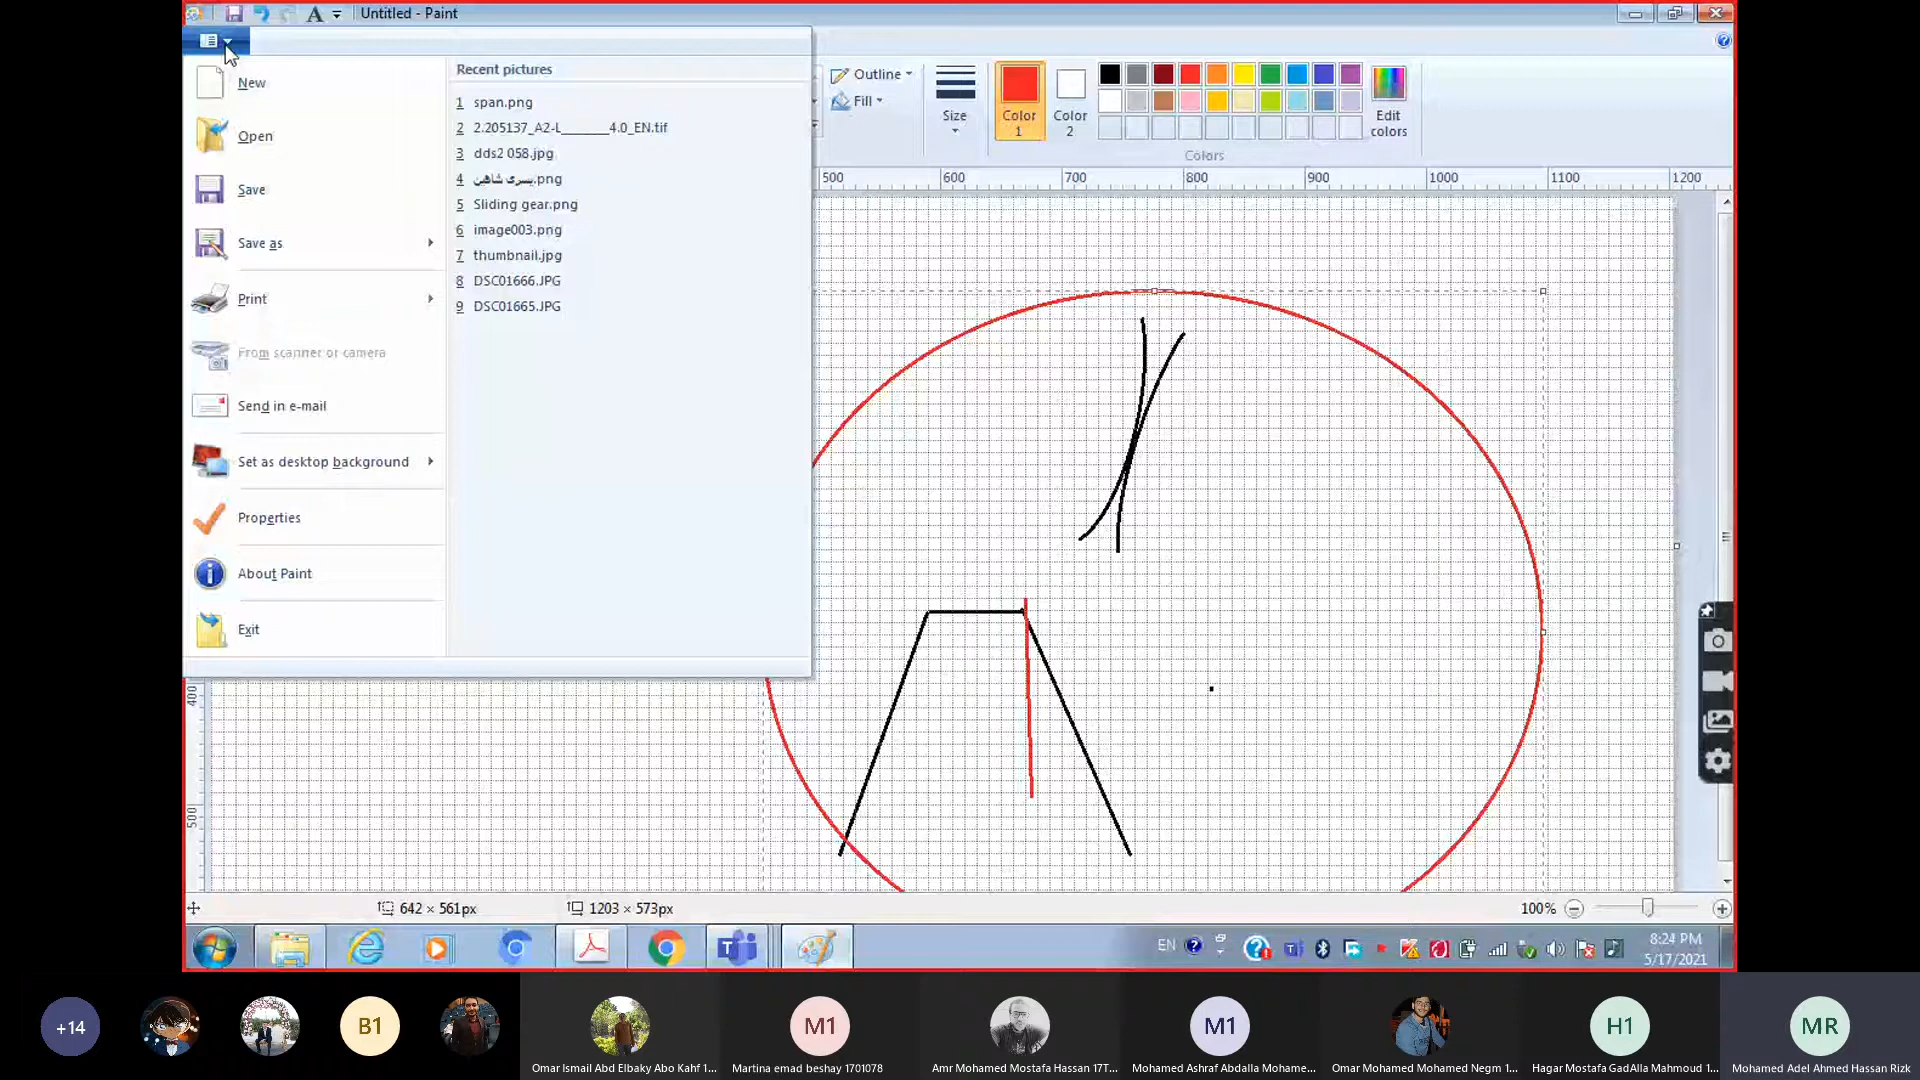 Untitled - Paint
New
Open
Save
Save as
Print
From scanner or camera
Send in e-mail
Set as desktop background
Properties
About Paint
Exit
Recent pictures
1 span.png
2 2.205137_A2-L_______4.0_EN.tif
3 dds2 058.jpg
4 يسرى شاهين.png
5 Sliding gear.png
6 image003.png
7 thumbnail.jpg
8 DSC01666.JPG
9 DSC01665.JPG
Outline
Fill
Size
Color 1
Color 2
Edit colors
Colors
500 600 700 800 900 1000 1100 1200
400
500
642 × 561px
1203 × 573px
100%
EN
8:24 PM
5/17/2021
+14
B1
M1
M1
H1
MR
Omar Ismail Abd Elbaky Abo Kahf 1...
Martina emad beshay 1701078
Amr Mohamed Mostafa Hassan 17T...
Mohamed Ashraf Abdalla Mohame...
Omar Mohamed Mohamed Negm 1...
Hagar Mostafa GadAlla Mahmoud 1...
Mohamed Adel Ahmed Hassan Rizk